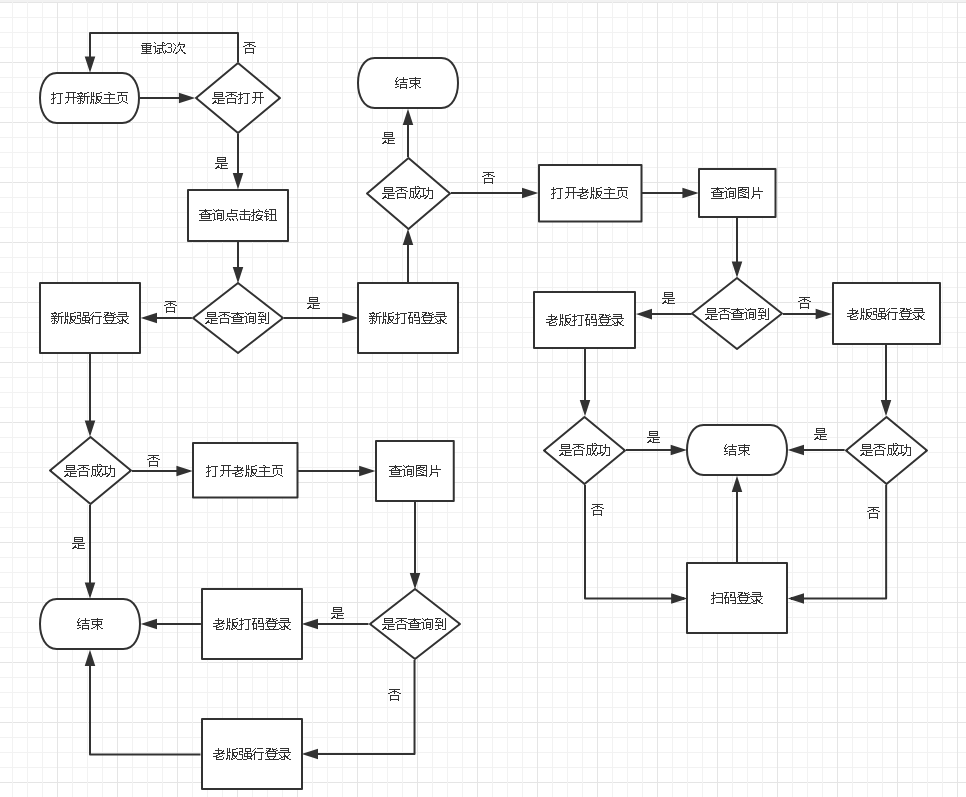 重试3次
否
打开新版主页
是否打开
结束
是
是
查询点击按钮
是否成功
否
打开老版主页
查询图片
新版强行登录
否
是否查询到
是
新版打码登录
老版打码登录
是
是否查询到
否
老版强行登录
是否成功
否
打开老版主页
查询图片
是否成功
是
结束
是
是否成功
否
否
是
结束
老版打码登录
是
是否查询到
扫码登录
否
老版强行登录